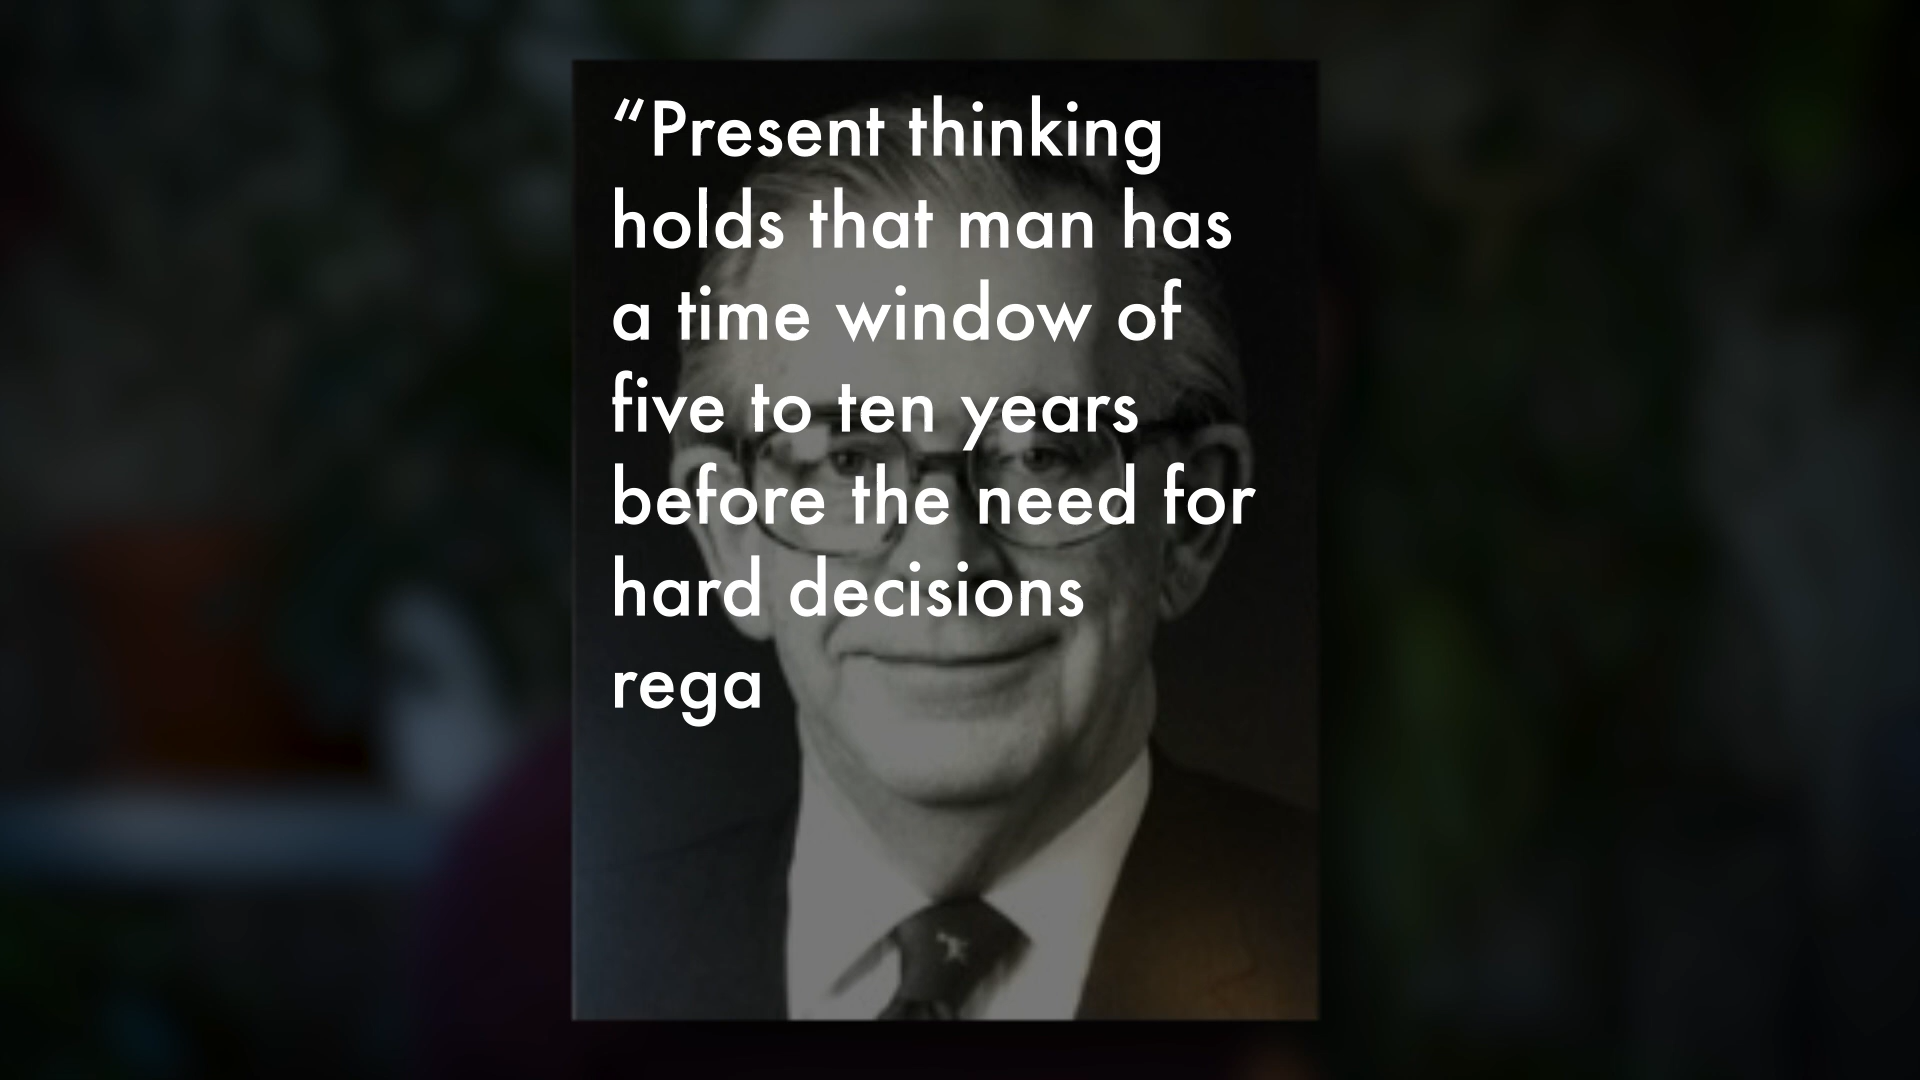 “Present thinking
holds that man has
a time window of
five to ten years
before the need for
hard decisions
rega